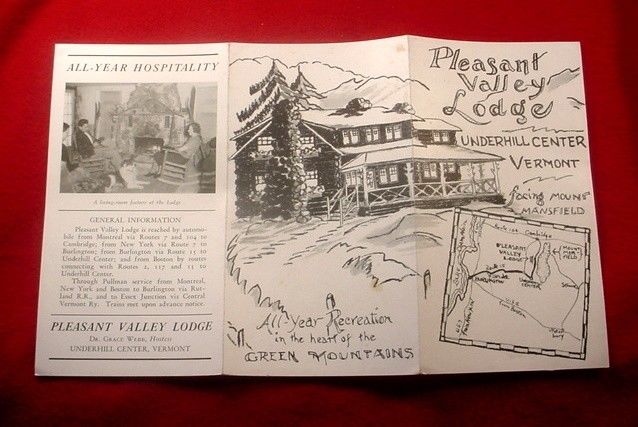 ALL-YEAR HOSPITALITY
A living-room feature at the Lodge
GENERAL INFORMATION
Pleasant Valley Lodge is reached by automo-
bile from Montreal via Routes 7 and 104 to
Cambridge; from New York via Route 7 to
Burlington; from Burlington via Route 15 to
Underhill Center; and from Boston by routes
connecting with Routes 2, 117 and 15 to
Underhill Center.
Through Pullman service from Montreal,
New York and Boston to Burlington via Rut-
land R.R., and to Essex Junction via Central
Vermont Ry. Trains met upon advance notice.
PLEASANT VALLEY LODGE
Dr. Grace Webb, Hostess
UNDERHILL CENTER, VERMONT
All-Year Recreation
in the heart of the
GREEN MOUNTAINS
Pleasant
Valley
Lodge
UNDERHILL CENTER
VERMONT
facing MOUNT
MANSFIELD
Cambridge
PLEASANT
VALLEY
LODGE
MOUNT
MANSFIELD
CENTER
BURLINGTON